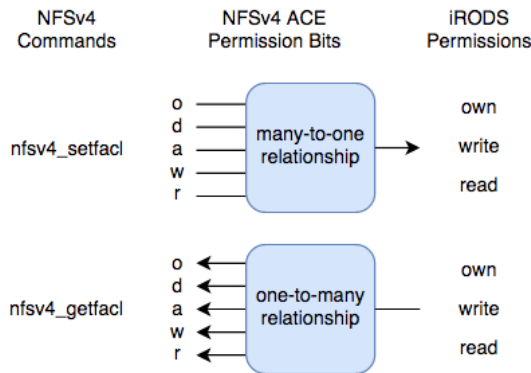 NFSv4
Commands
NFSv4 ACE
Permission Bits
iRODS
Permissions
nfsv4_setfacl
o
d
a
w
r
many-to-one
relationship
own
write
read
nfsv4_getfacl
o
d
a
w
r
one-to-many
relationship
own
write
read